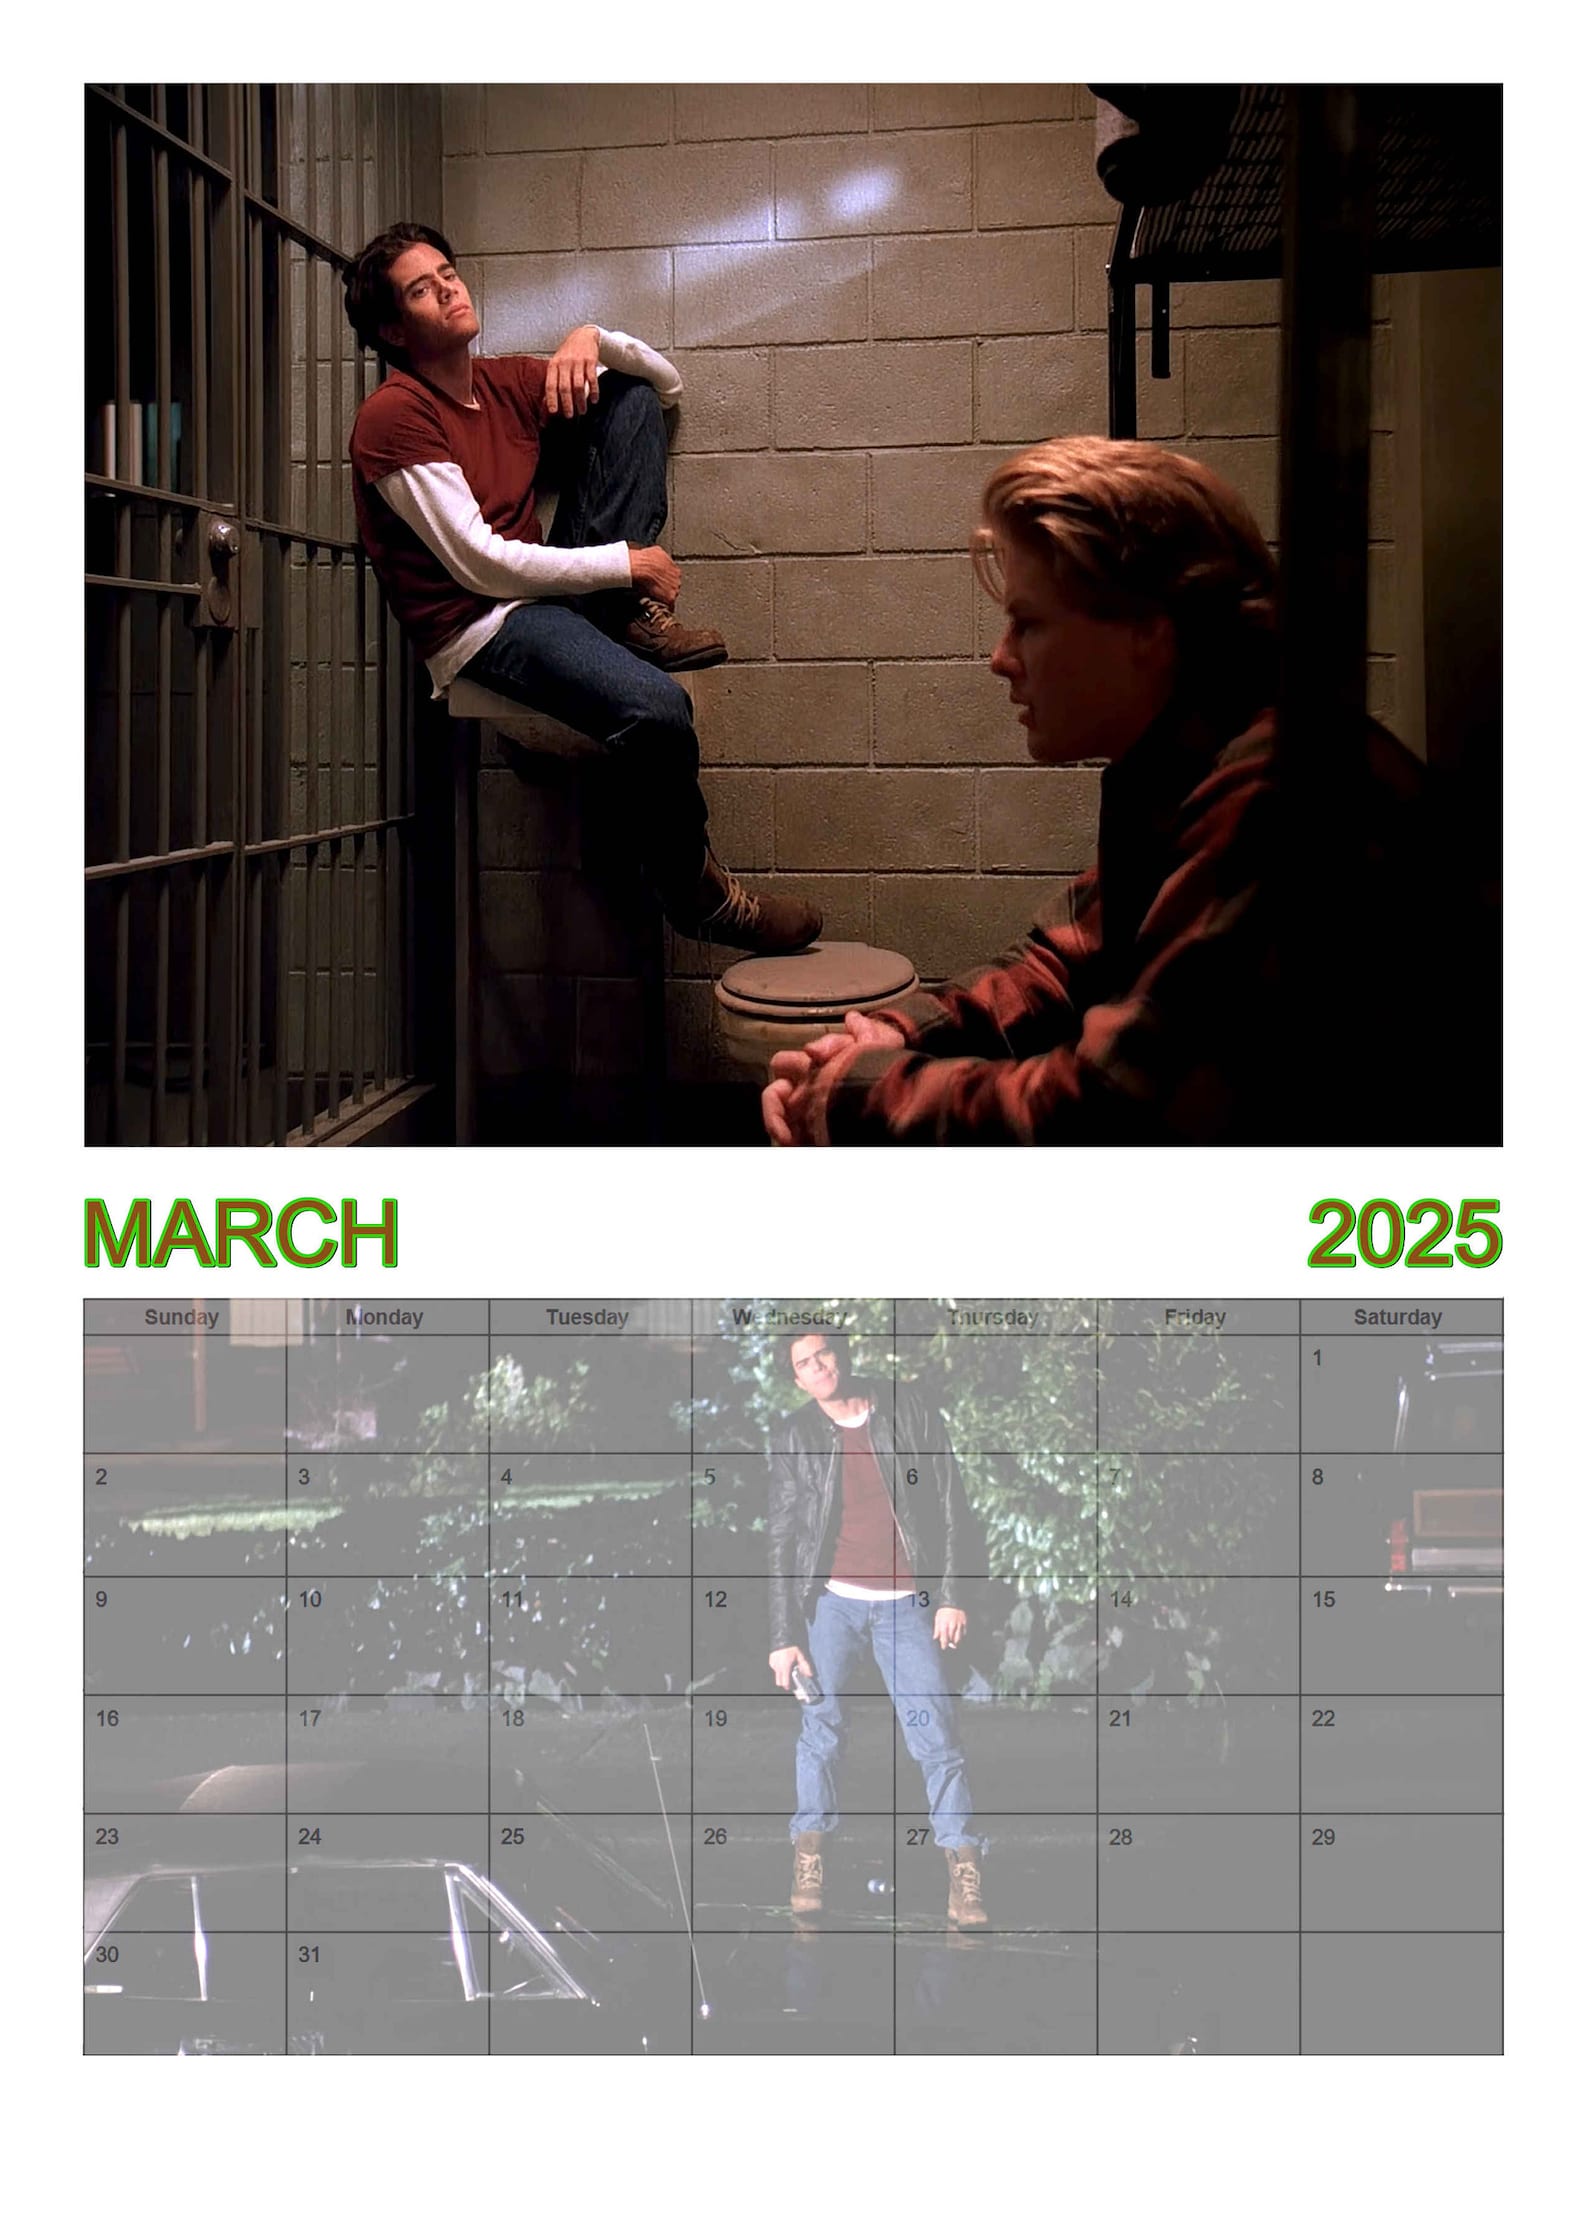 MARCH 2025
Sunday Monday Tuesday Wednesday Thursday Friday Saturday
1
2 3 4 5 6 7 8
9 10 11 12 13 14 15
16 17 18 19 20 21 22
23 24 25 26 27 28 29
30 31